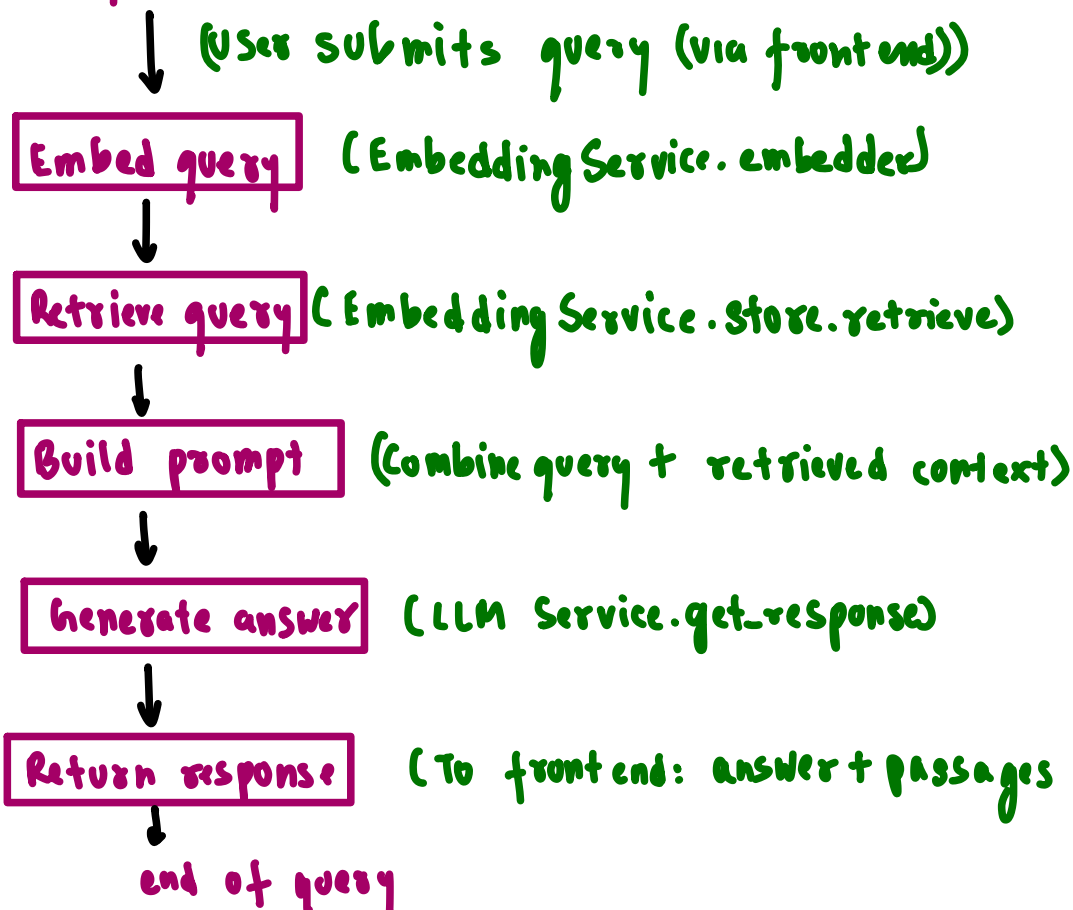 (User submits query (via frontend))
Embed query (EmbeddingService.embedder)
Retrieve query (EmbeddingService.store.retrieve)
Build prompt (Combine query + retrieved context)
Generate answer (LLM Service.get_response)
Return response (To frontend: answer + passages
end of query